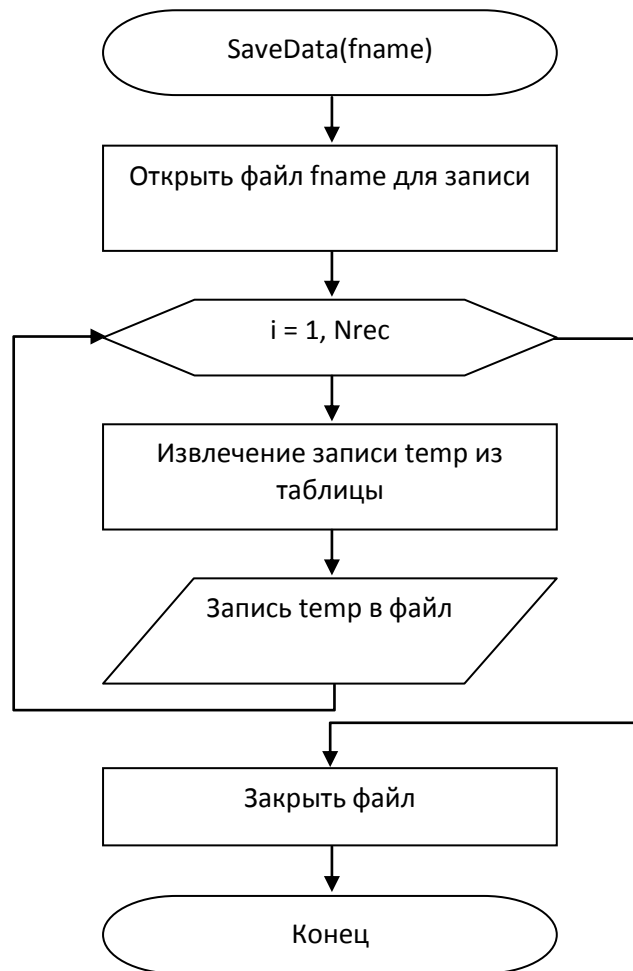 SaveData(fname)
Открыть файл fname для записи
i = 1, Nrec
Извлечение записи temp из
таблицы
Запись temp в файл
Закрыть файл
Конец